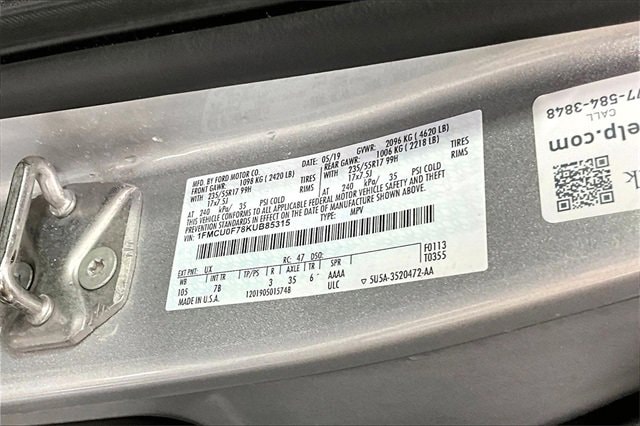 MFD. BY FORD MOTOR CO.
05/19 GVWR: 2096 KG ( 4620 LB)
FRONT GAWR: 1098 KG ( 2420 LB)
REAR GAWR: 1006 KG ( 2218 LB)
235/55R17 99H TIRES
235/55R17 99H TIRES
17x7.5J RIMS
17x7.5J RIMS
AT 240 kPa/ 35 PSI COLD
AT 240 kPa/ 35 PSI COLD
THIS VEHICLE CONFORMS TO ALL APPLICABLE FEDERAL MOTOR VEHICLE SAFETY AND THEFT
PREVENTION STANDARDS IN EFFECT ON THE DATE OF MANUFACTURE SHOWN ABOVE.
VIN: 1FMCU0F78KUB85315
TYPE: MPV
F0113
T0355
EXT PNT: UX RC: 47 DSO:
WB INT TR TP/PS R AXLE TR SPR
105 7B 3 35 6 AAAA
MADE IN U.S.A. 1201905015748 ULC
5U5A-3520472-AA
77-584-3848
CALL
elp.com